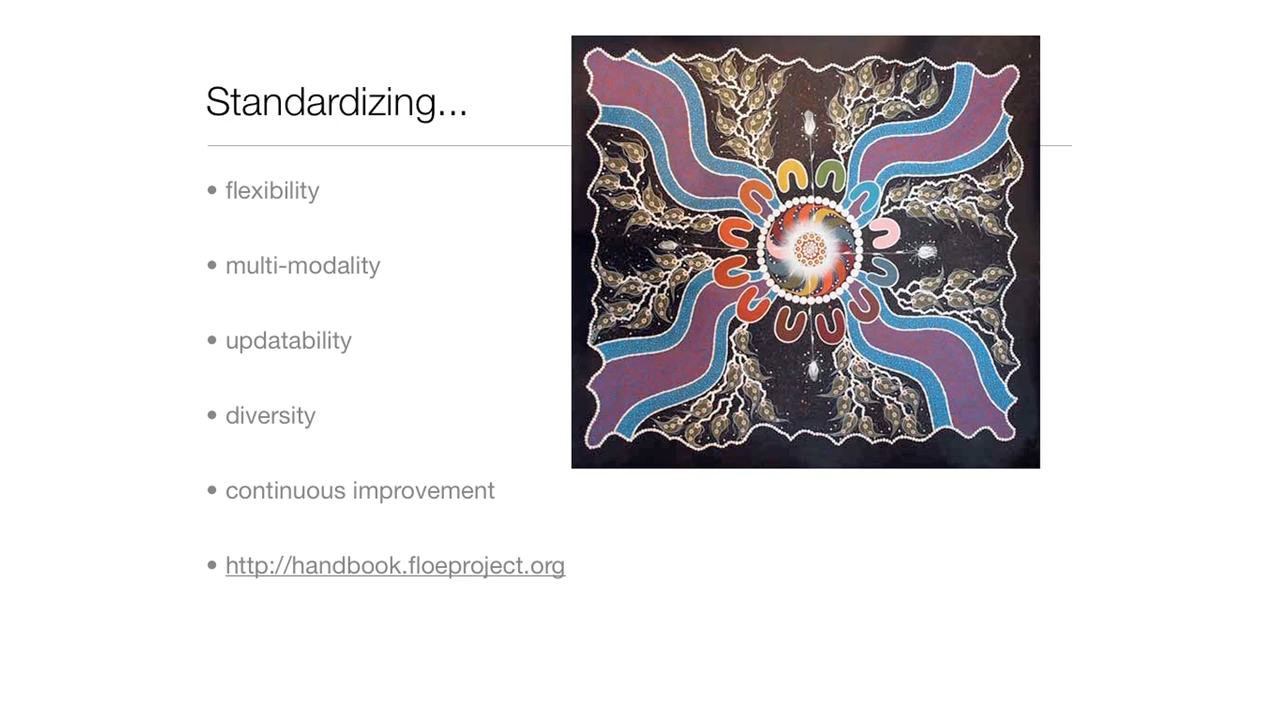 Standardizing...
• flexibility
• multi-modality
• updatability
• diversity
• continuous improvement
• http://handbook.floeproject.org